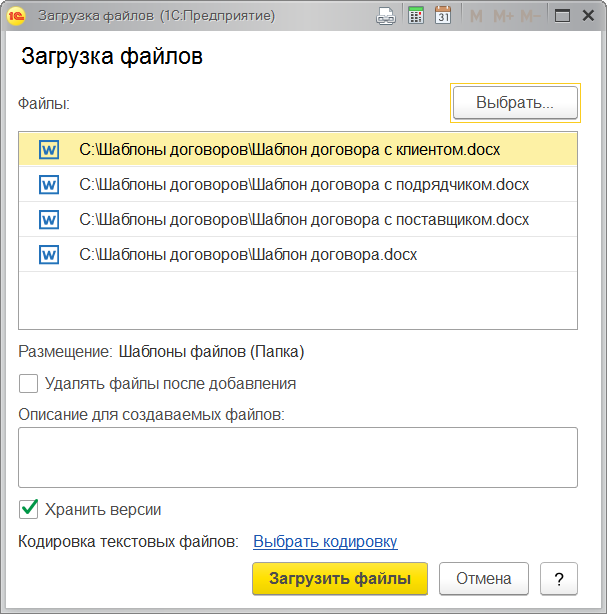 1С Загрузка файлов (1С:Предприятие) 31 M M+ M-
Загрузка файлов
Файлы: Выбрать...
W C:\Шаблоны договоров\Шаблон договора с клиентом.docx
W C:\Шаблоны договоров\Шаблон договора с подрядчиком.docx
W C:\Шаблоны договоров\Шаблон договора с поставщиком.docx
W C:\Шаблоны договоров\Шаблон договора.docx
Размещение: Шаблоны файлов (Папка)
Удалять файлы после добавления
Описание для создаваемых файлов:
Хранить версии
Кодировка текстовых файлов: Выбрать кодировку
Загрузить файлы Отмена ?